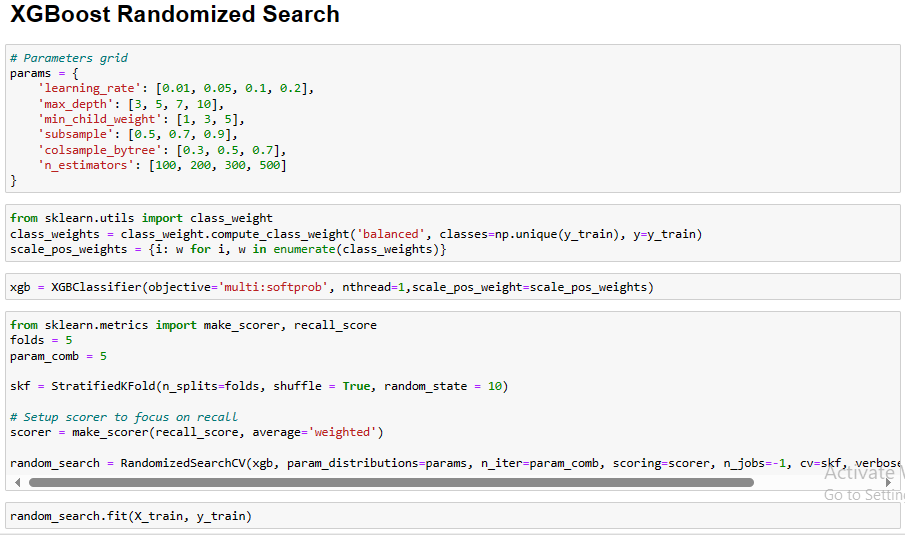 XGBoost Randomized Search
# Parameters grid
params = {
    'learning_rate': [0.01, 0.05, 0.1, 0.2],
    'max_depth': [3, 5, 7, 10],
    'min_child_weight': [1, 3, 5],
    'subsample': [0.5, 0.7, 0.9],
    'colsample_bytree': [0.3, 0.5, 0.7],
    'n_estimators': [100, 200, 300, 500]
}
from sklearn.utils import class_weight
class_weights = class_weight.compute_class_weight('balanced', classes=np.unique(y_train), y=y_train)
scale_pos_weights = {i: w for i, w in enumerate(class_weights)}
xgb = XGBClassifier(objective='multi:softprob', nthread=1,scale_pos_weight=scale_pos_weights)
from sklearn.metrics import make_scorer, recall_score
folds = 5
param_comb = 5
skf = StratifiedKFold(n_splits=folds, shuffle = True, random_state = 10)
# Setup scorer to focus on recall
scorer = make_scorer(recall_score, average='weighted')
random_search = RandomizedSearchCV(xgb, param_distributions=params, n_iter=param_comb, scoring=scorer, n_jobs=-1, cv=skf, verbose
Activate
Go to Settin
random_search.fit(X_train, y_train)